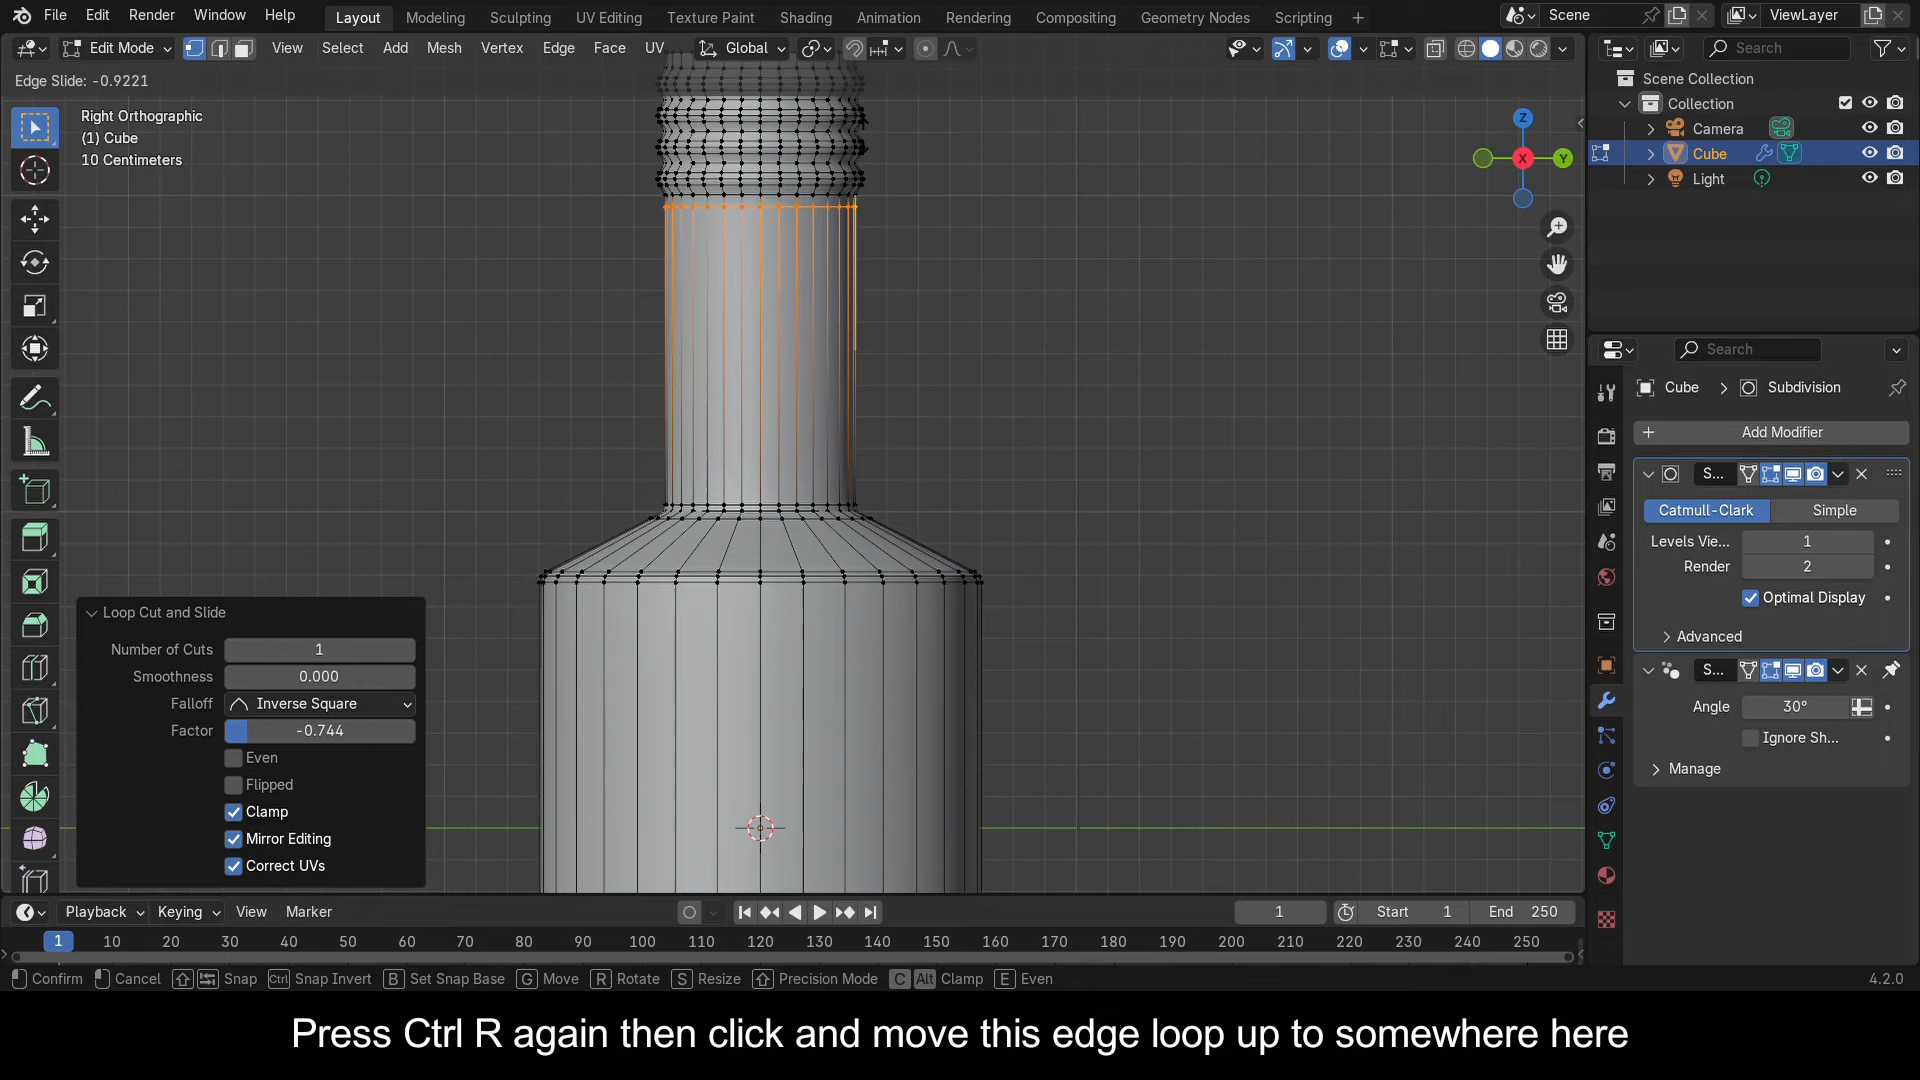 File Edit Render Window Help Layout Modeling Sculpting UV Editing Texture Paint Shading Animation Rendering Compositing Geometry Nodes Scripting + Scene ViewLayer
Edit Mode View Select Add Mesh Vertex Edge Face UV Global Search
Edge Slide: -0.9221
Right Orthographic
(1) Cube
10 Centimeters
Z
X
Y
Scene Collection
Collection
Camera
Cube
Light
Search
Cube > Subdivision
+ Add Modifier
S...
Catmull-Clark Simple
Levels Vie... 1
Render 2
Optimal Display
Advanced
S...
Angle 30°
Ignore Sh...
Manage
Loop Cut and Slide
Number of Cuts 1
Smoothness 0.000
Falloff Inverse Square
Factor -0.744
Even
Flipped
Clamp
Mirror Editing
Correct UVs
Playback Keying View Marker 1 Start 1 End 250
1 10 20 30 40 50 60 70 80 90 100 110 120 130 140 150 160 170 180 190 200 210 220 230 240 250
Confirm Cancel Snap Ctrl Snap Invert B Set Snap Base G Move R Rotate S Resize Precision Mode C Alt Clamp E Even 4.2.0
Press Ctrl R again then click and move this edge loop up to somewhere here